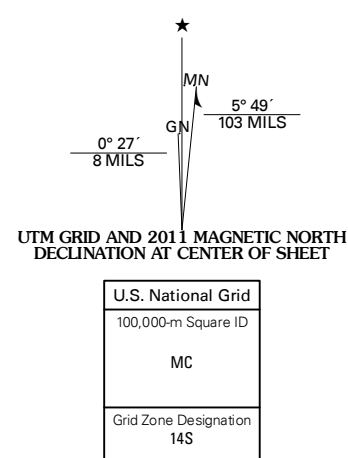 MN
GN
5° 49´
103 MILS
0° 27´
8 MILS
UTM GRID AND 2011 MAGNETIC NORTH
DECLINATION AT CENTER OF SHEET
U.S. National Grid
100,000-m Square ID
MC
Grid Zone Designation
14S